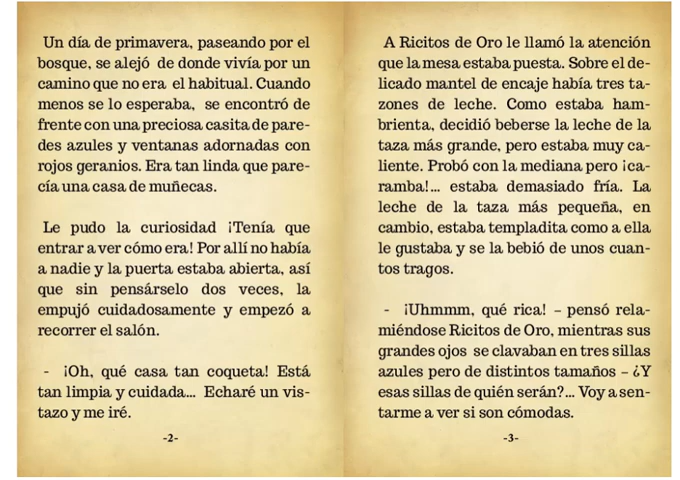 Un día de primavera, paseando por el
bosque, se alejó de donde vivía por un
camino que no era el habitual. Cuando
menos se lo esperaba, se encontró de
frente con una preciosa casita de pare-
des azules y ventanas adornadas con
rojos geranios. Era tan linda que pare-
cía una casa de muñecas.
Le pudo la curiosidad ¡Tenía que
entrar a ver cómo era! Por allí no había
a nadie y la puerta estaba abierta, así
que sin pensárselo dos veces, la
empujó cuidadosamente y empezó a
recorrer el salón.
- ¡Oh, qué casa tan coqueta! Está
tan limpia y cuidada... Echaré un vis-
tazo y me iré.
-2-
A Ricitos de Oro le llamó la atención
que la mesa estaba puesta. Sobre el de-
licado mantel de encaje había tres ta-
zones de leche. Como estaba ham-
brienta, decidió beberse la leche de la
taza más grande, pero estaba muy ca-
liente. Probó con la mediana pero ¡ca-
ramba!... estaba demasiado fría. La
leche de la taza más pequeña, en
cambio, estaba templadita como a ella
le gustaba y se la bebió de unos cuan-
tos tragos.
- ¡Uhmmm, qué rica! – pensó rela-
miéndose Ricitos de Oro, mientras sus
grandes ojos se clavaban en tres sillas
azules pero de distintos tamaños – ¿Y
esas sillas de quién serán?... Voy a sen-
tarme a ver si son cómodas.
-3-